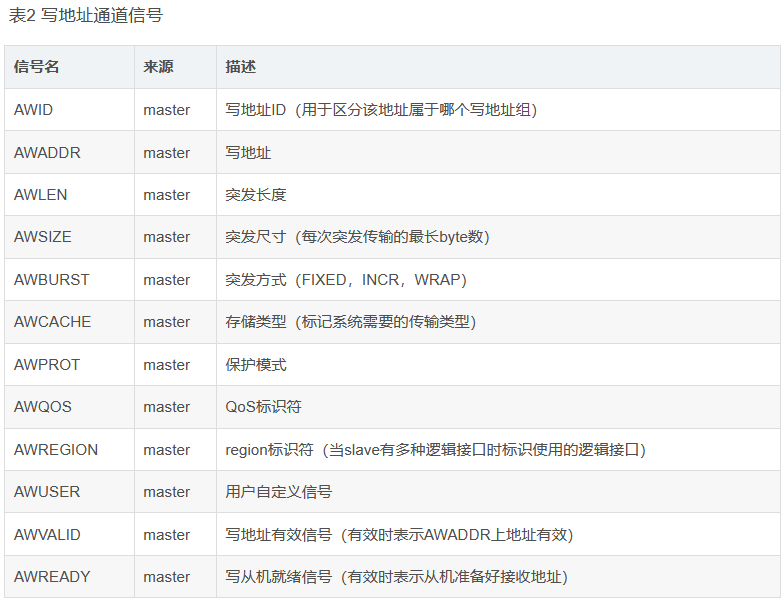 表2 写地址通道信号
信号名 来源 描述
AWID master 写地址ID（用于区分该地址属于哪个写地址组）
AWADDR master 写地址
AWLEN master 突发长度
AWSIZE master 突发尺寸（每次突发传输的最长byte数）
AWBURST master 突发方式（FIXED，INCR，WRAP）
AWCACHE master 存储类型（标记系统需要的传输类型）
AWPROT master 保护模式
AWQOS master QoS标识符
AWREGION master region标识符（当slave有多种逻辑接口时标识使用的逻辑接口）
AWUSER master 用户自定义信号
AWVALID master 写地址有效信号（有效时表示AWADDR上地址有效）
AWREADY master 写从机就绪信号（有效时表示从机准备好接收地址）